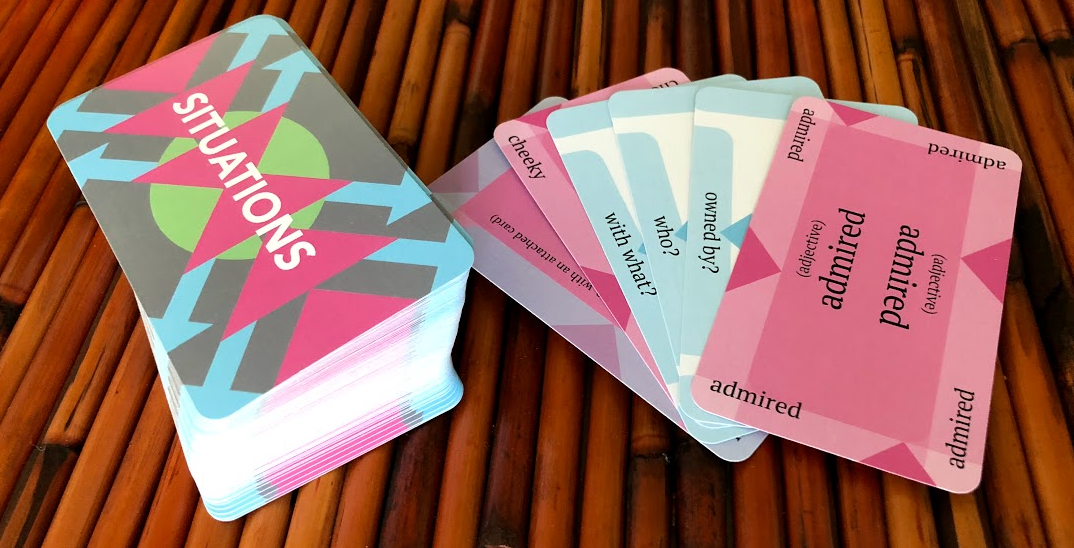 SITUATIONS
with an attached card)
cheeky
with what?
who?
owned by?
admired
admired
(adjective)
admired
admired
(adjective)
admired
admired